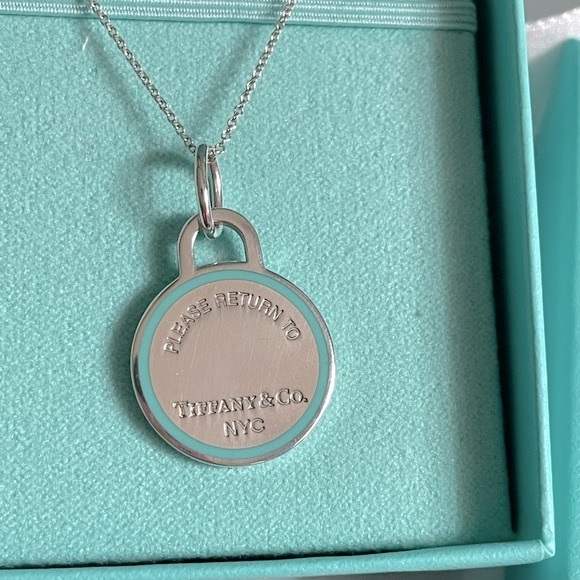 PLEASE RETURN TO
TIFFANY & CO.
NYC